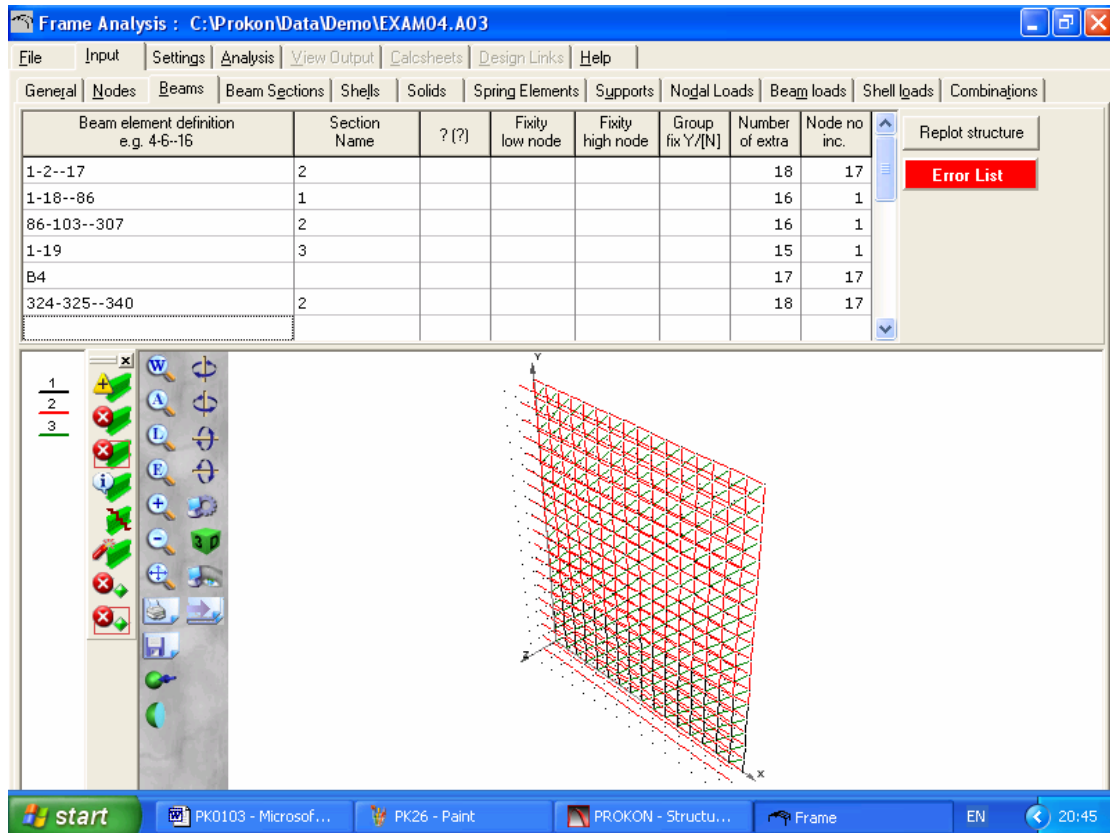 Frame Analysis : C:\Prokon\Data\Demo\EXAM04.A03
File Input Settings Analysis View Output Calcsheets Design Links Help
General Nodes Beams Beam Sections Shells Solids Spring Elements Supports Nodal Loads Beam loads Shell loads Combinations
Beam element definition Section ? (?) Fixity Fixity Group Number Node no
e.g. 4-6--16 Name low node high node fix Y/[N] of extra inc.
Replot structure
Error List
1-2--17 2 18 17
1-18--86 1 16 1
86-103--307 2 16 1
1-19 3 15 1
B4 17 17
324-325--340 2 18 17
1
2
3
W
A
L
E
3 D
Y
Z
X
start PK0103 - Microsof... PK26 - Paint PROKON - Structu... Frame EN 20:45